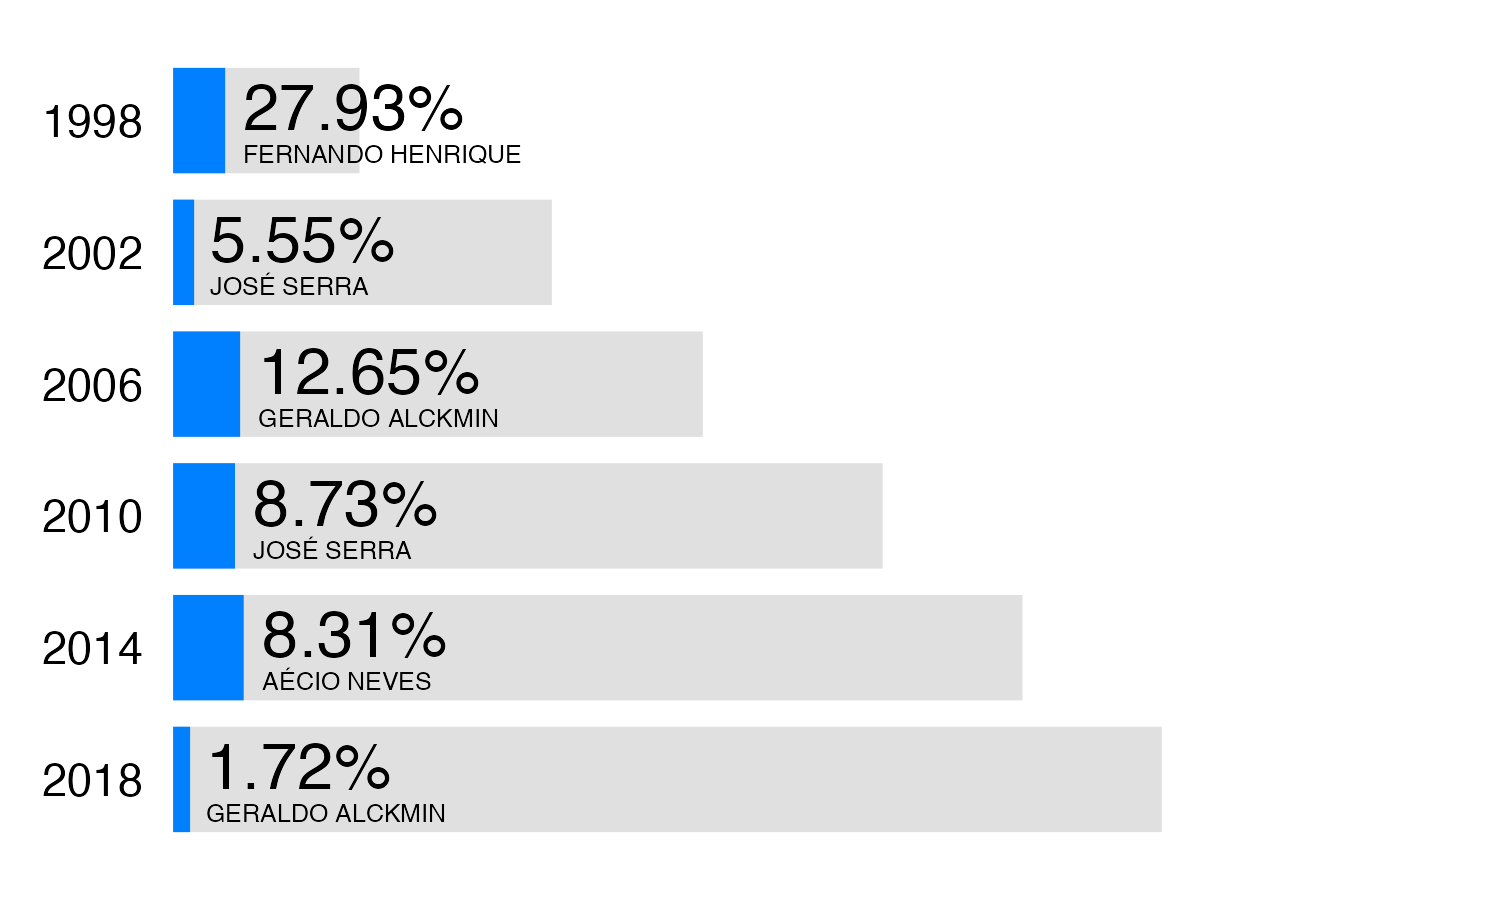 1998
27.93%
FERNANDO HENRIQUE
2002
5.55%
JOSÉ SERRA
2006
12.65%
GERALDO ALCKMIN
2010
8.73%
JOSÉ SERRA
2014
8.31%
AÉCIO NEVES
2018
1.72%
GERALDO ALCKMIN